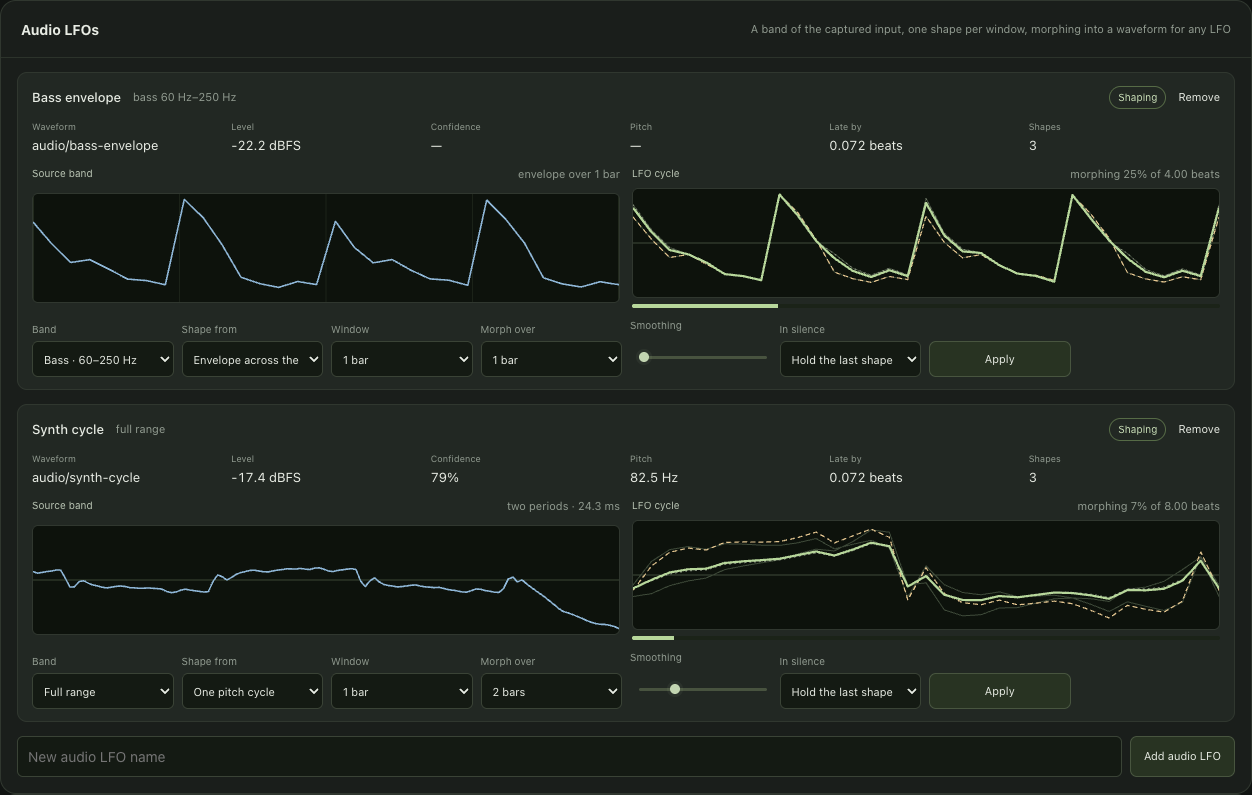 Audio LFOs
A band of the captured input, one shape per window, morphing into a waveform for any LFO
Bass envelope bass 60 Hz–250 Hz
Shaping Remove
Waveform Level Confidence Pitch Late by Shapes
audio/bass-envelope -22.2 dBFS — — 0.072 beats 3
Source band envelope over 1 bar LFO cycle morphing 25% of 4.00 beats
Band Shape from Window Morph over Smoothing In silence
Bass · 60–250 Hz Envelope across the 1 bar 1 bar Hold the last shape Apply
Synth cycle full range
Shaping Remove
Waveform Level Confidence Pitch Late by Shapes
audio/synth-cycle -17.4 dBFS 79% 82.5 Hz 0.072 beats 3
Source band two periods · 24.3 ms LFO cycle morphing 7% of 8.00 beats
Band Shape from Window Morph over Smoothing In silence
Full range One pitch cycle 1 bar 2 bars Hold the last shape Apply
New audio LFO name Add audio LFO